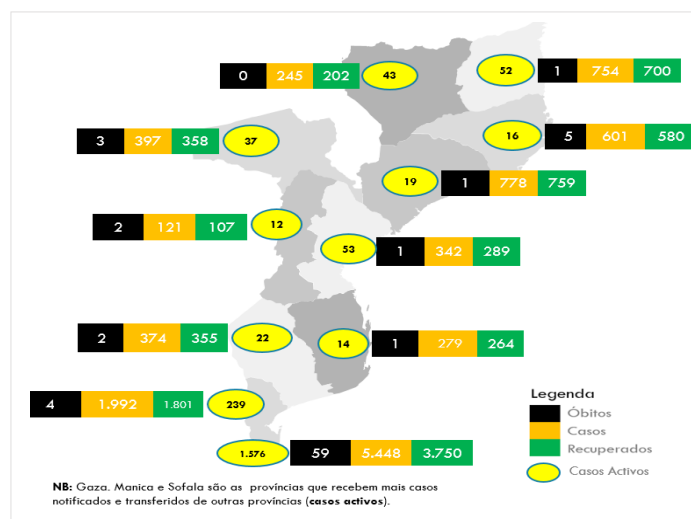 0 245 202 43
52 1 754 700
3 397 358 37
16 5 601 580
19 1 778 759
2 121 107 12
53 1 342 289
2 374 355 22
14 1 279 264
4 1.992 1.801 239
1.576 59 5.448 3.750
Legenda
Óbitos
Casos
Recuperados
Casos Activos
NB: Gaza. Manica e Sofala são as províncias que recebem mais casos
notificados e transferidos de outras províncias (casos activos).